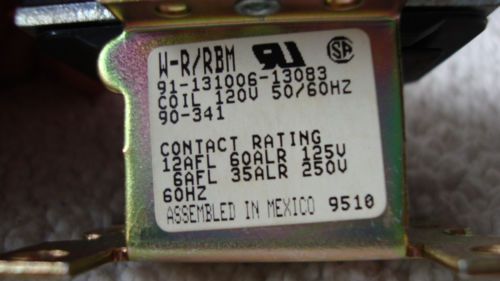 W-R/RBM
91-131006-13083
COIL 120V 50/60HZ
90-341
CONTACT RATING
12AFL 60ALR 125V
6AFL 35ALR 250V
60HZ
ASSEMBLED IN MEXICO 9510